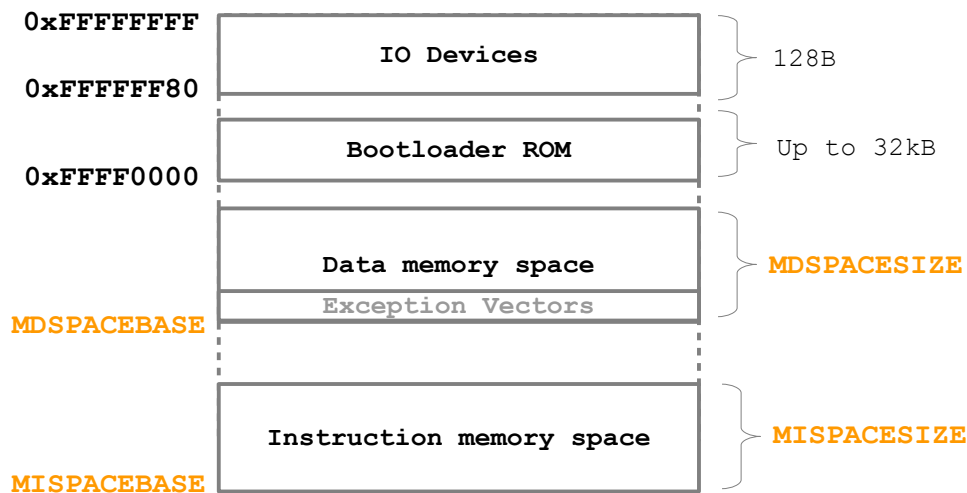 0xFFFFFFFF
IO Devices
128B
0xFFFFFF80
Bootloader ROM
Up to 32kB
0xFFFF0000
Data memory space
MDSPACESIZE
Exception Vectors
MDSPACEBASE
Instruction memory space
MISPACESIZE
MISPACEBASE